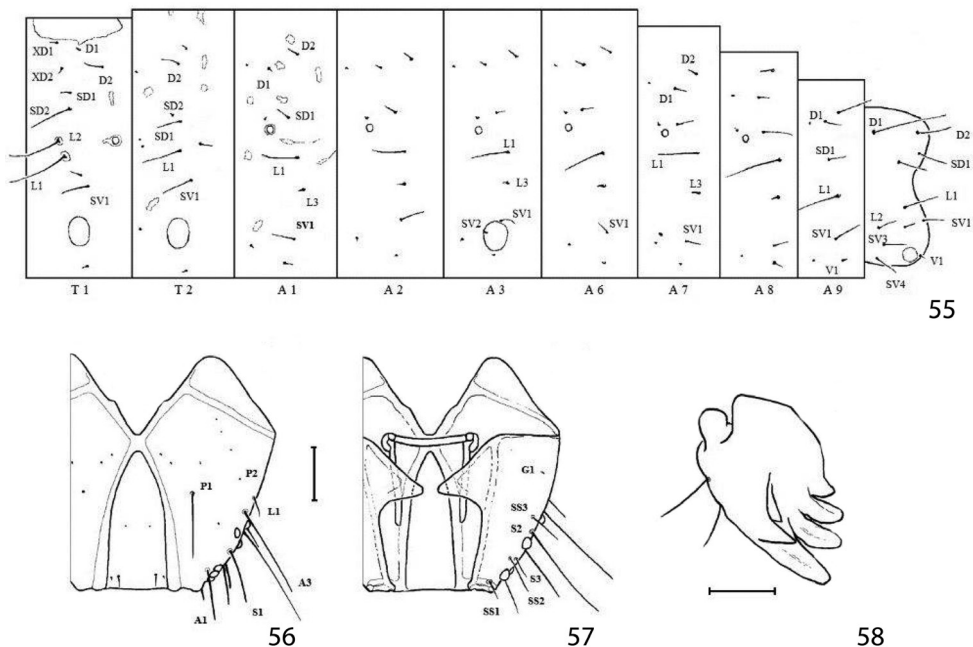 XD1 D1
XD2 D2
SD1
SD2
L2
L1
SV1
D2
SD2
SD1
L1
SV1
D2
D1
SD1
L1
L3
SV1
L1
L3
SV2 SV1
SV1
D2
D1
L1
L3
SV1
D1
SD1
L1
SV1
V1
D1
D2
SD1
L1
L2
SV1
SV3
V1
SV4
T 1 T 2 A 1 A 2 A 3 A 6 A 7 A 8 A 9
55
P1
P2
L1
A3
S1
A1
56
G1
SS3
S2
S3
SS2
SS1
57
58